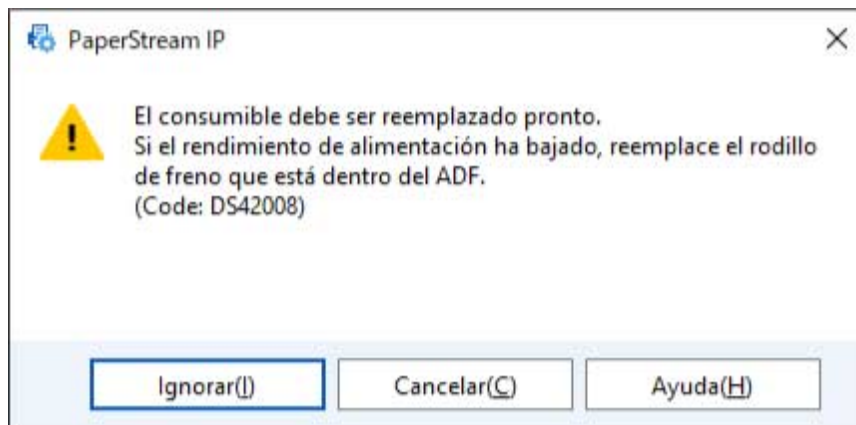 PaperStream IP
El consumible debe ser reemplazado pronto.
Si el rendimiento de alimentación ha bajado, reemplace el rodillo
de freno que está dentro del ADF.
(Code: DS42008)
Ignorar(I)
Cancelar(C)
Ayuda(H)